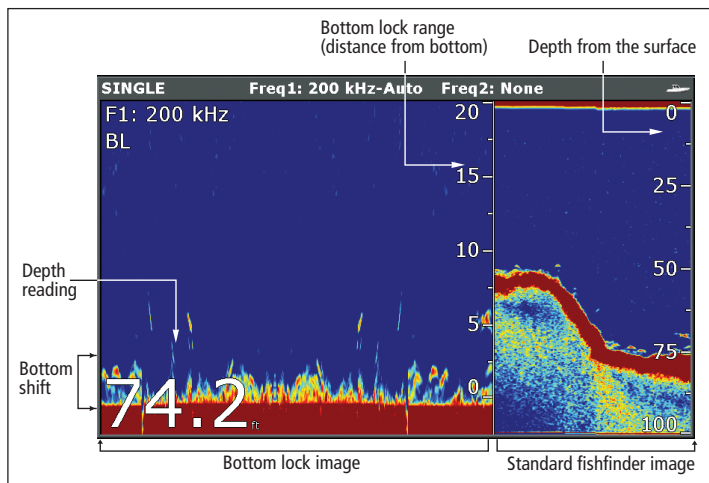 Bottom lock range
(distance from bottom)
Depth from the surface
SINGLE Freq1: 200 kHz-Auto Freq2: None
F1: 200 kHz
BL
20
15
10
5
0
0
25
50
75
100
Depth
reading
Bottom
shift
74.2 ft
Bottom lock image
Standard fishfinder image